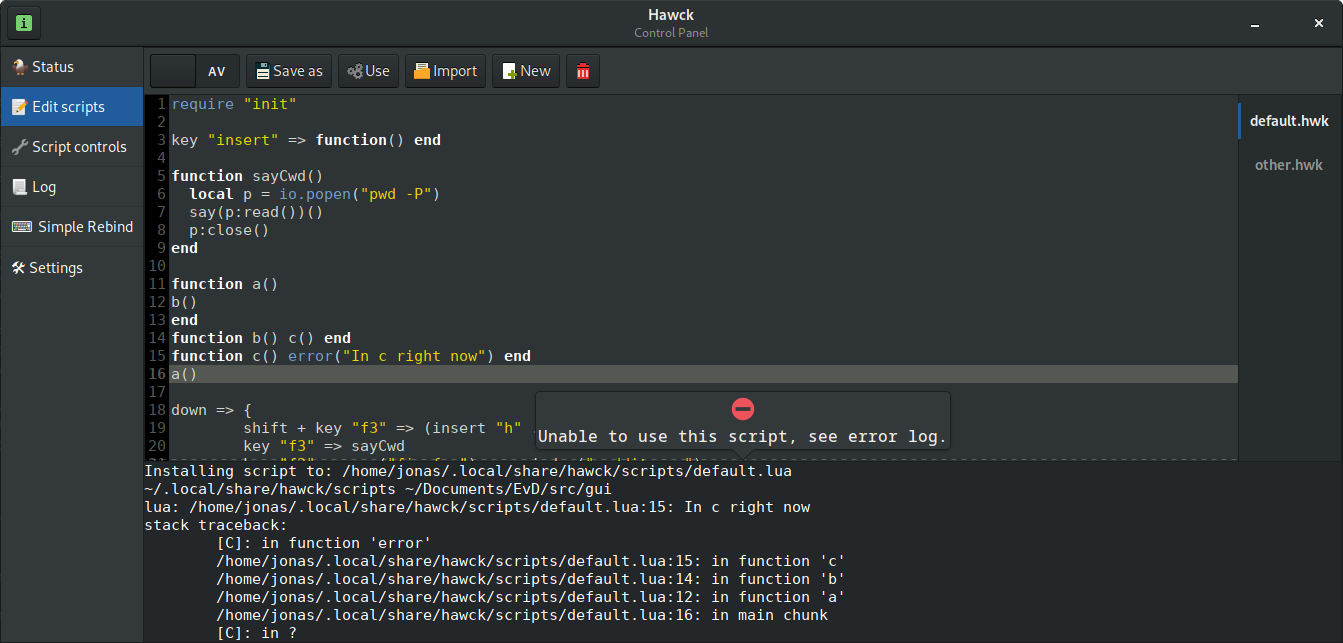 Hawck
Control Panel
Status
Edit scripts
Script controls
Log
Simple Rebind
Settings
AV
Save as
Use
Import
New
default.hwk
other.hwk
1 require "init"
2
3 key "insert" => function() end
4
5 function sayCwd()
6   local p = io.popen("pwd -P")
7   say(p:read())()
8   p:close()
9 end
10
11 function a()
12 b()
13 end
14 function b() c() end
15 function c() error("In c right now") end
16 a()
17
18 down => {
19         shift + key "f3" => (insert "h"
20         key "f3" => sayCwd
Unable to use this script, see error log.
Installing script to: /home/jonas/.local/share/hawck/scripts/default.lua
~/.local/share/hawck/scripts ~/Documents/EvD/src/gui
lua: /home/jonas/.local/share/hawck/scripts/default.lua:15: In c right now
stack traceback:
        [C]: in function 'error'
        /home/jonas/.local/share/hawck/scripts/default.lua:15: in function 'c'
        /home/jonas/.local/share/hawck/scripts/default.lua:14: in function 'b'
        /home/jonas/.local/share/hawck/scripts/default.lua:12: in function 'a'
        /home/jonas/.local/share/hawck/scripts/default.lua:16: in main chunk
        [C]: in ?